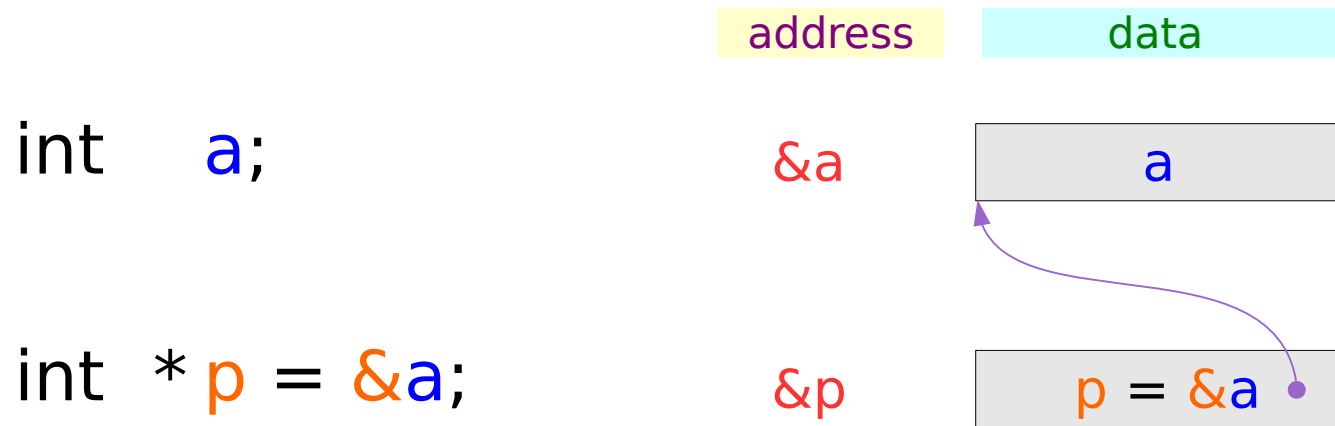 address data
int a; &a a
int * p = &a; &p p = &a